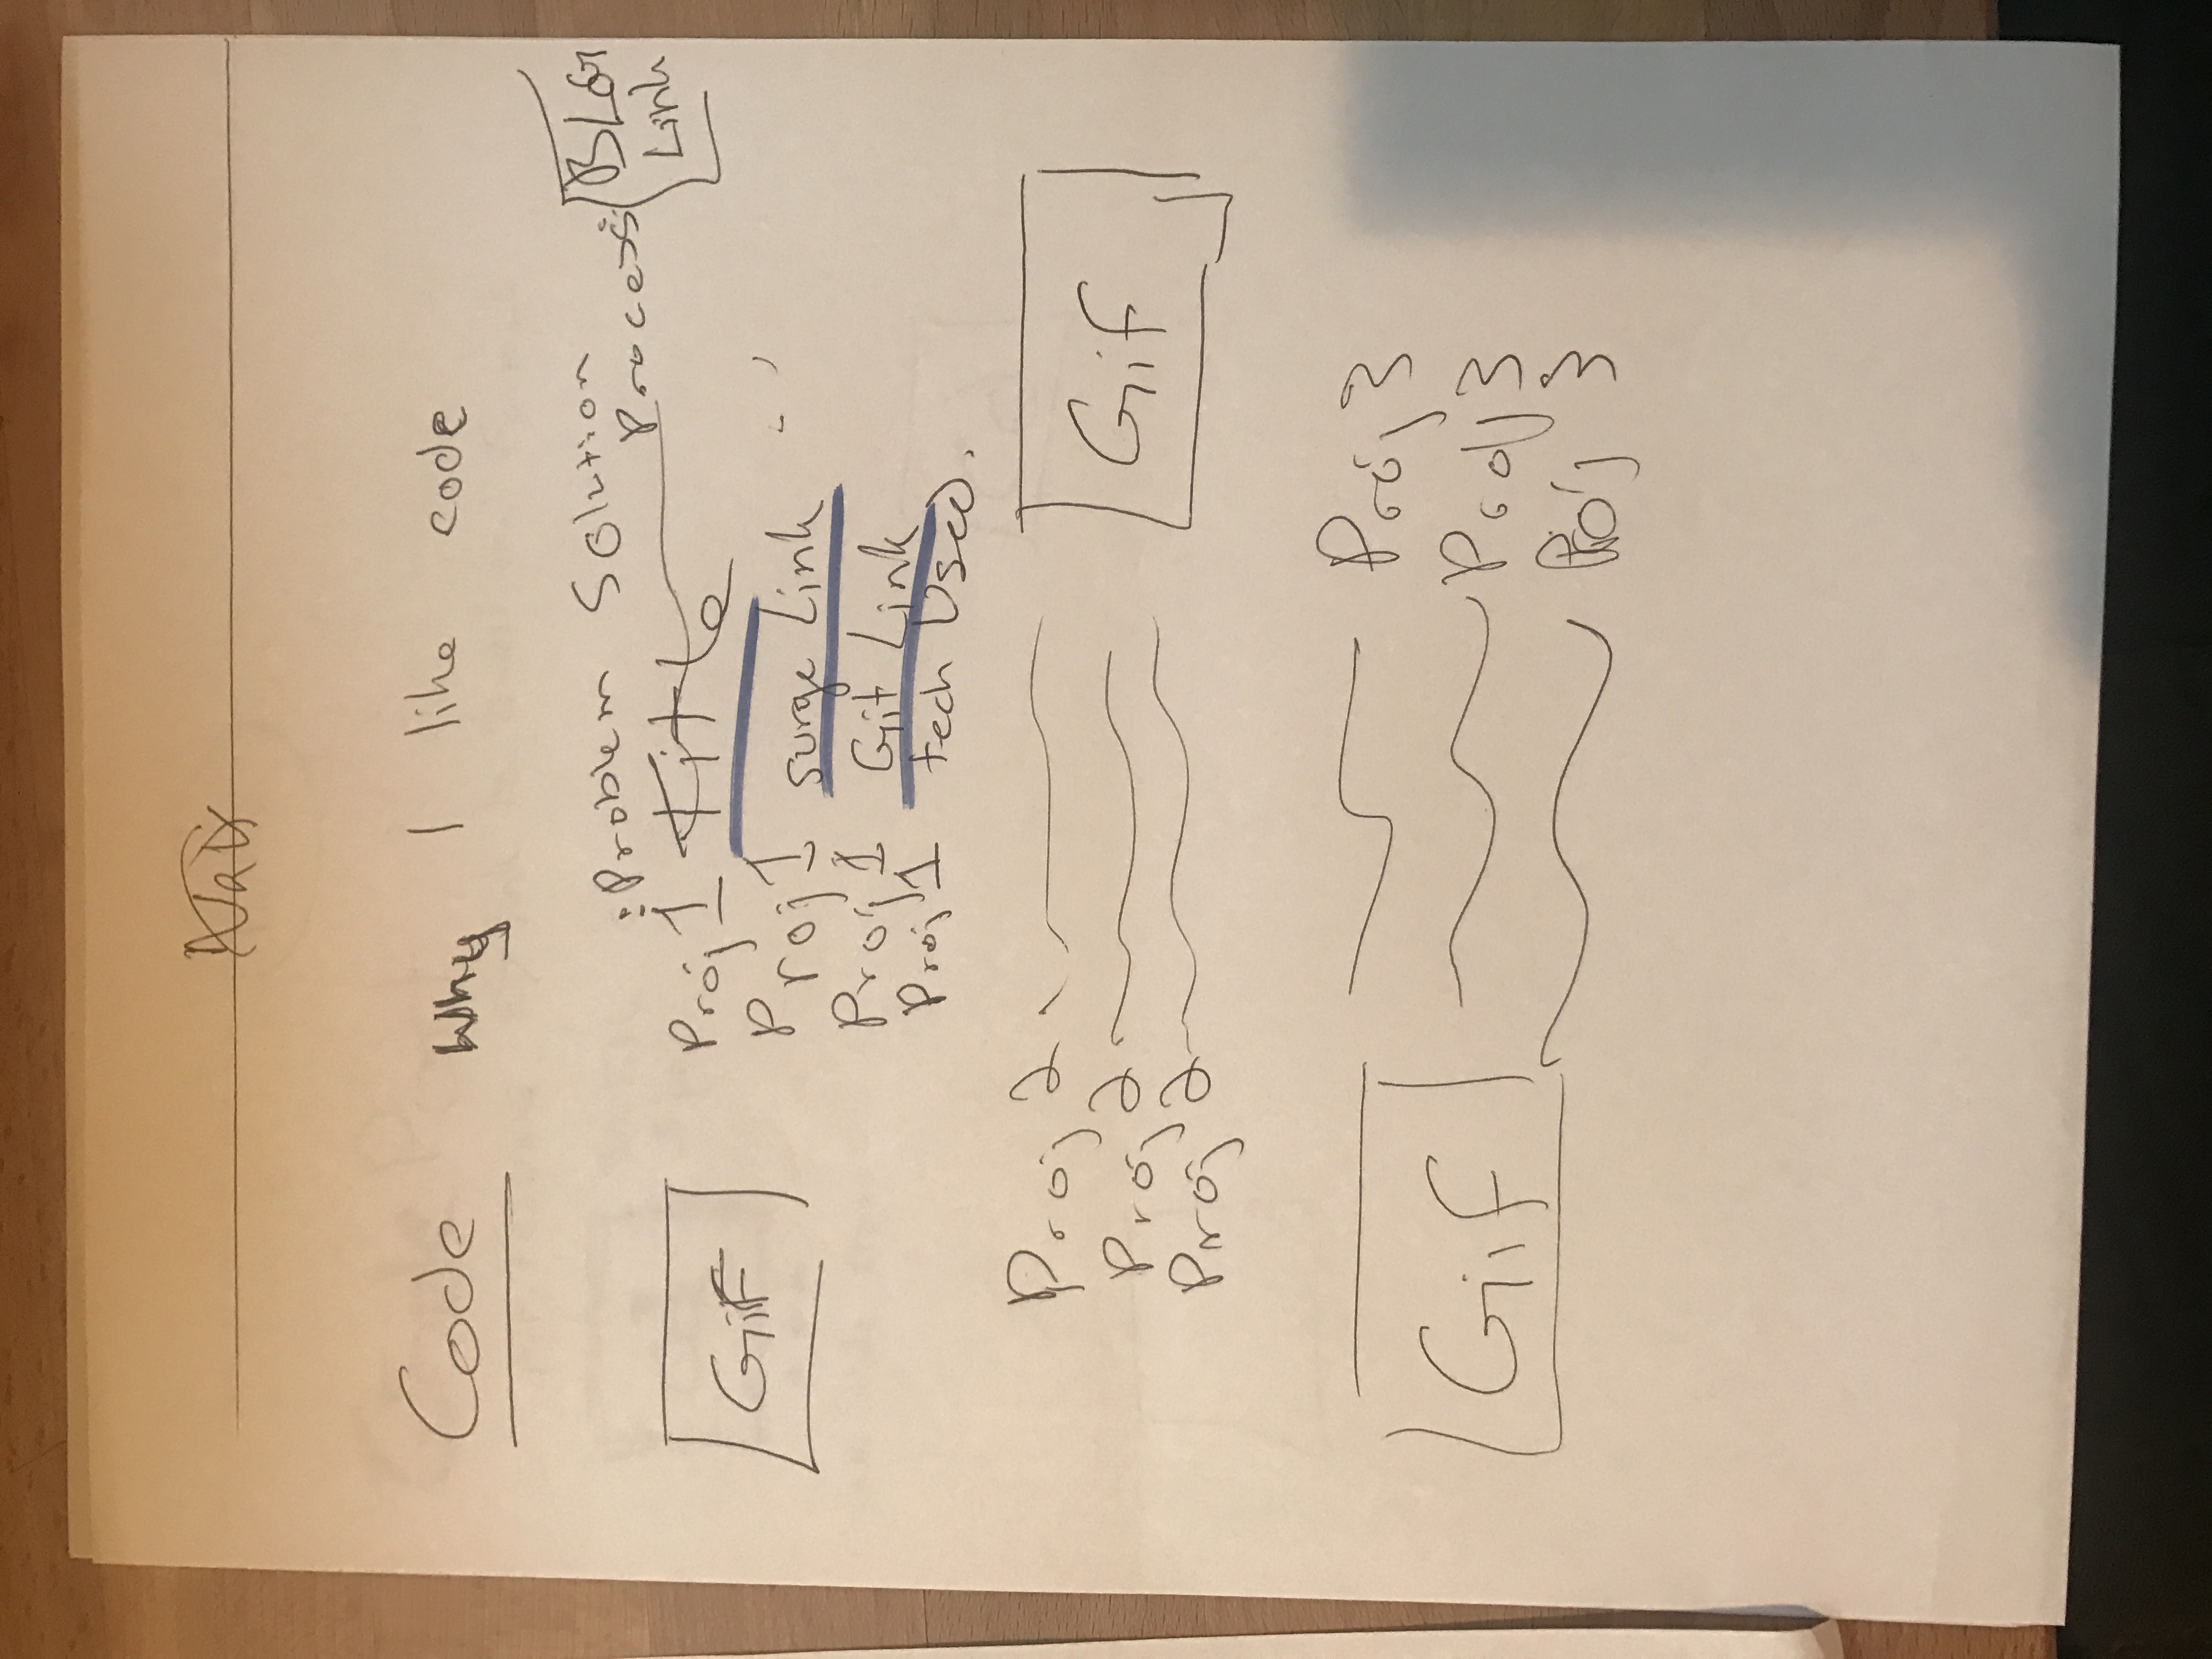 Nav
Code Why I like code
: Problem Solution
Process: BLOG
Link
Gif
Proj 1 title
Proj 1 surge Link
Proj 1 Git Link
Proj 1 tech Used.
Proj 2
Proj 2
Proj 2
Gif
Gif
Proj 3
Proj 3
Proj 3